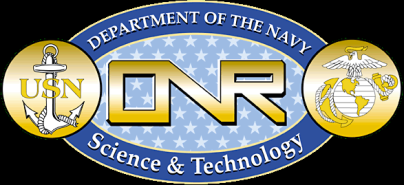 DEPARTMENT OF THE NAVY
USN
ONR
Science & Technology